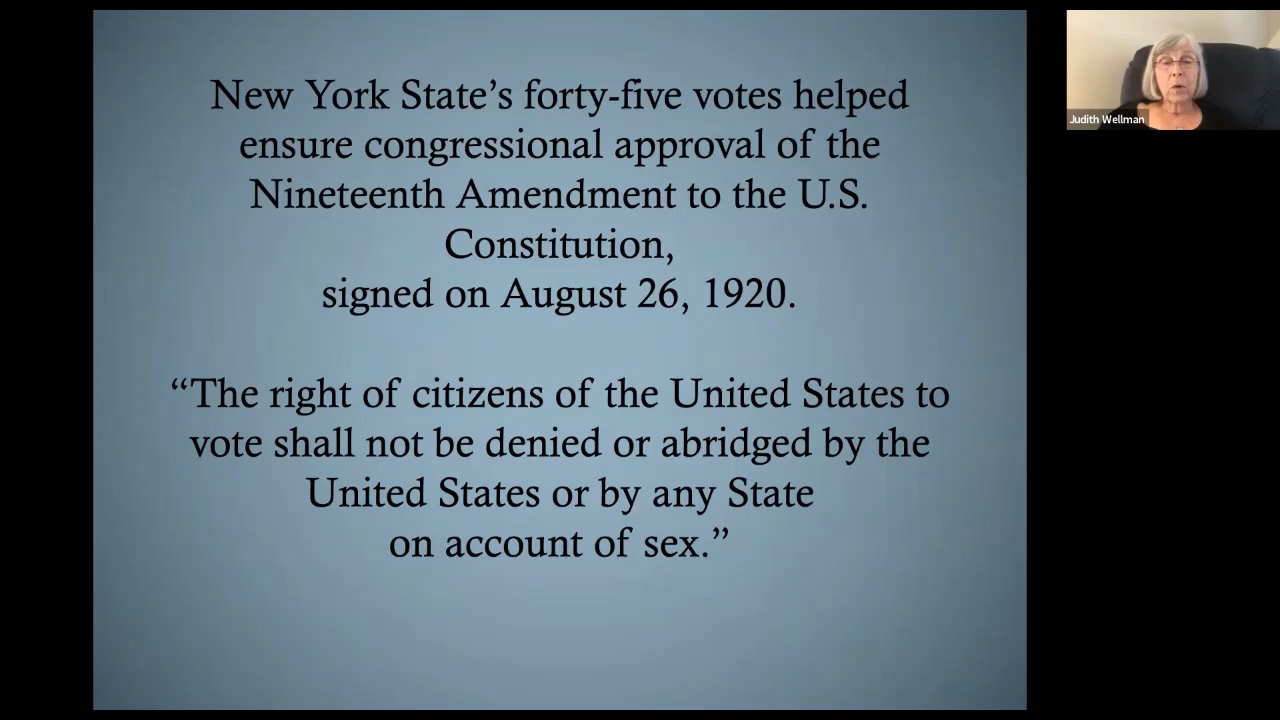 New York State’s forty-five votes helped
ensure congressional approval of the
Nineteenth Amendment to the U.S.
Constitution,
signed on August 26, 1920.
“The right of citizens of the United States to
vote shall not be denied or abridged by the
United States or by any State
on account of sex.”
Judith Wellman